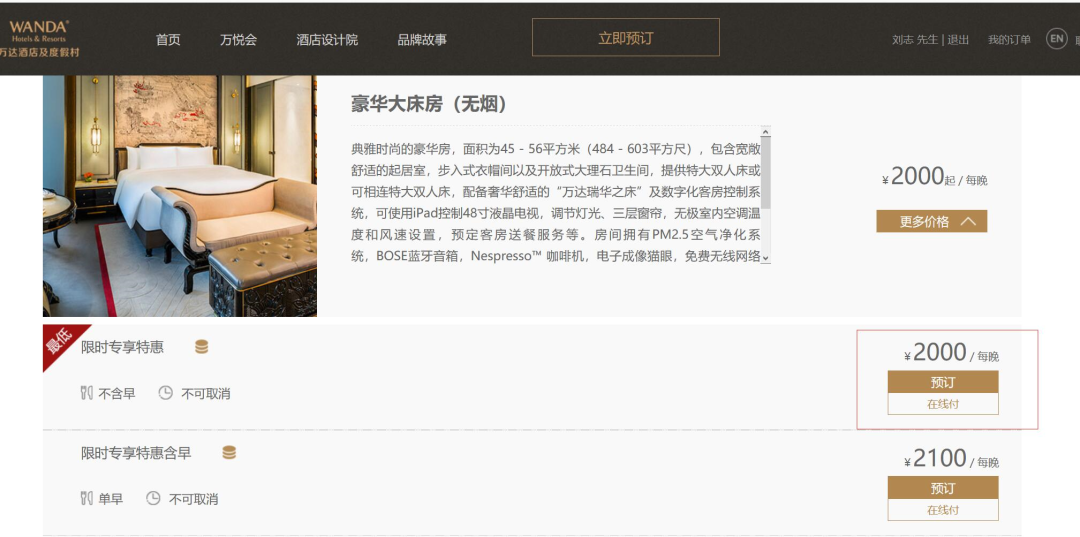 WANDA
Hotels & Resorts
万达酒店及度假村
首页 万悦会 酒店设计院 品牌故事 立即预订 刘志 先生 | 退出 我的订单 EN
豪华大床房（无烟）
典雅时尚的豪华房，面积为45 - 56平方米（484 - 603平方尺），包含宽敞
舒适的起居室，步入式衣帽间以及开放式大理石卫生间，提供特大双人床或
可相连特大双人床，配备奢华舒适的“万达瑞华之床”及数字化客房控制系
统，可使用iPad控制48寸液晶电视，调节灯光、三层窗帘，无极室内空调温
度和风速设置，预定客房送餐服务等。房间拥有PM2.5空气净化系
统，BOSE蓝牙音箱，Nespresso™ 咖啡机，电子成像猫眼，免费无线网络
¥2000起 / 每晚
更多价格
最低
限时专享特惠
不含早 不可取消
¥2000 / 每晚
预订
在线付
限时专享特惠含早
单早 不可取消
¥2100 / 每晚
预订
在线付